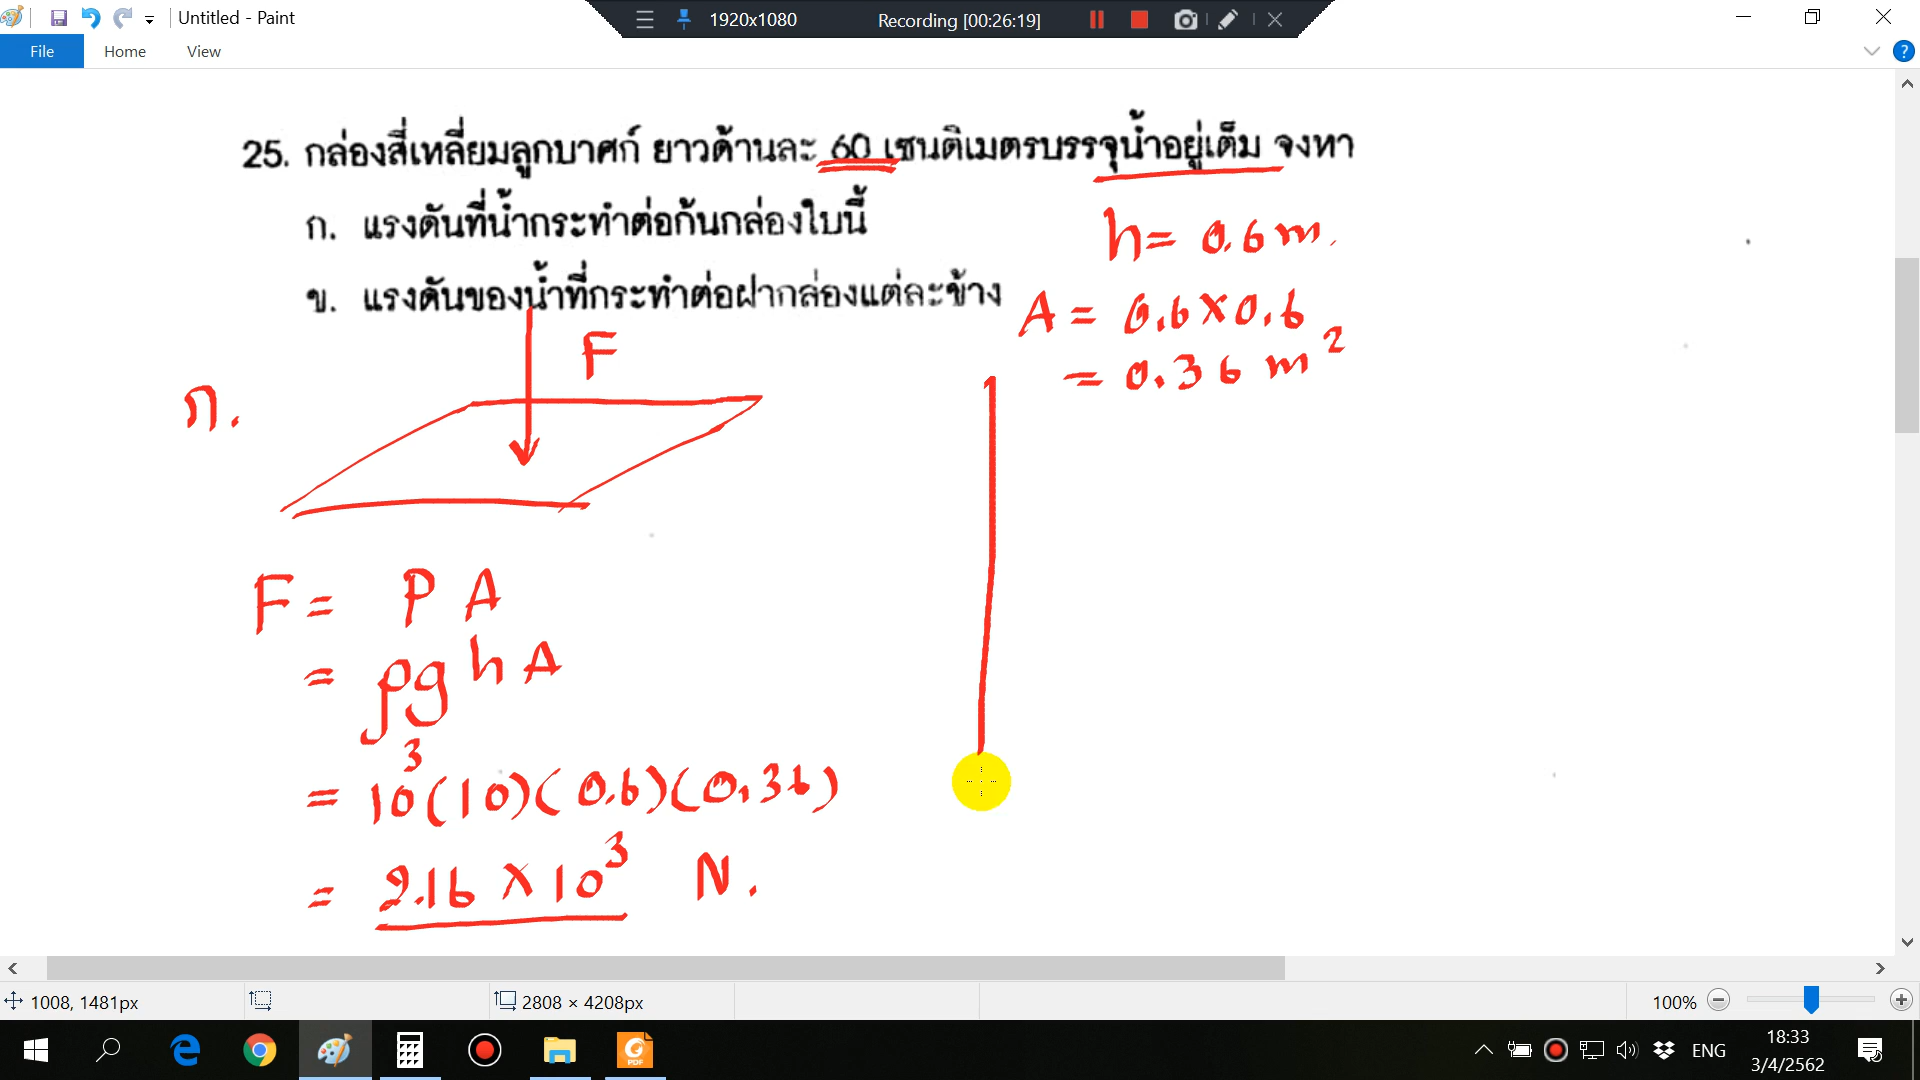 Untitled - Paint
1920x1080
Recording [00:26:19]
File
Home
View
25. กล่องสี่เหลี่ยมลูกบาศก์ ยาวด้านละ 60 เซนติเมตรบรรจุน้ำอยู่เต็ม จงหา
ก. แรงดันที่น้ำกระทำต่อก้นกล่องใบนี้
ข. แรงดันของน้ำที่กระทำต่อฝากล่องแต่ละข้าง
h = 0.6 m.
A = 0.6 × 0.6
= 0.36 m²
F
ก.
F = P A
= ρg h A
= 10³(10)(0.6)(0.36)
= 2.16 × 10³ N.
1008, 1481px
2808 × 4208px
100%
PDF
ENG
18:33
3/4/2562